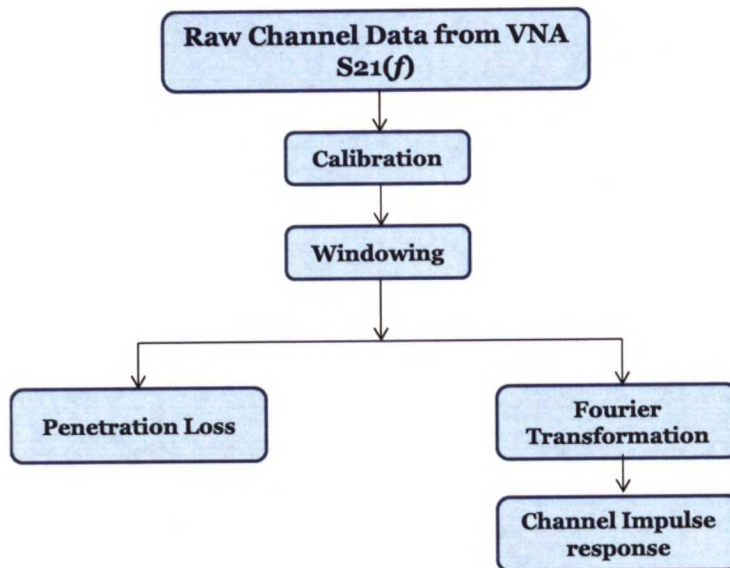 Raw Channel Data from VNA
S21(f)
Calibration
Windowing
Penetration Loss
Fourier
Transformation
Channel Impulse
response